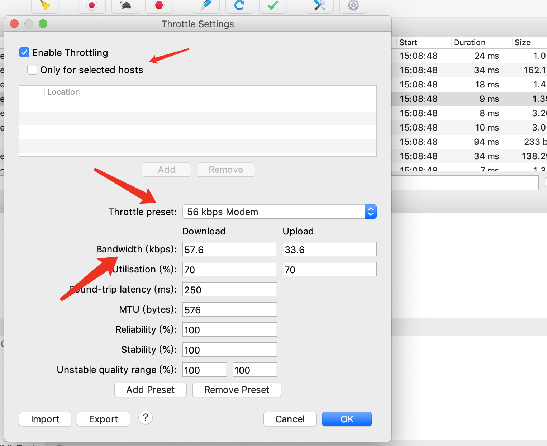 Throttle Settings
Enable Throttling
Only for selected hosts
Location
Add Remove
Throttle preset: 56 kbps Modem
Download Upload
Bandwidth (kbps): 57.6 33.6
Utilisation (%): 70 70
Round-trip latency (ms): 250
MTU (bytes): 576
Reliability (%): 100
Stability (%): 100
Unstable quality range (%): 100 100
Add Preset Remove Preset
Import Export ? Cancel OK
Start Duration Size
15:08:48 24 ms 1.0
15:08:48 34 ms 162.1
15:08:48 18 ms 1.4
15:08:48 9 ms 1.35
15:08:48 8 ms 3.20
15:08:48 10 ms 3.0
15:08:48 94 ms 233 b
15:08:48 34 ms 138.29
15:08:48 7 ms